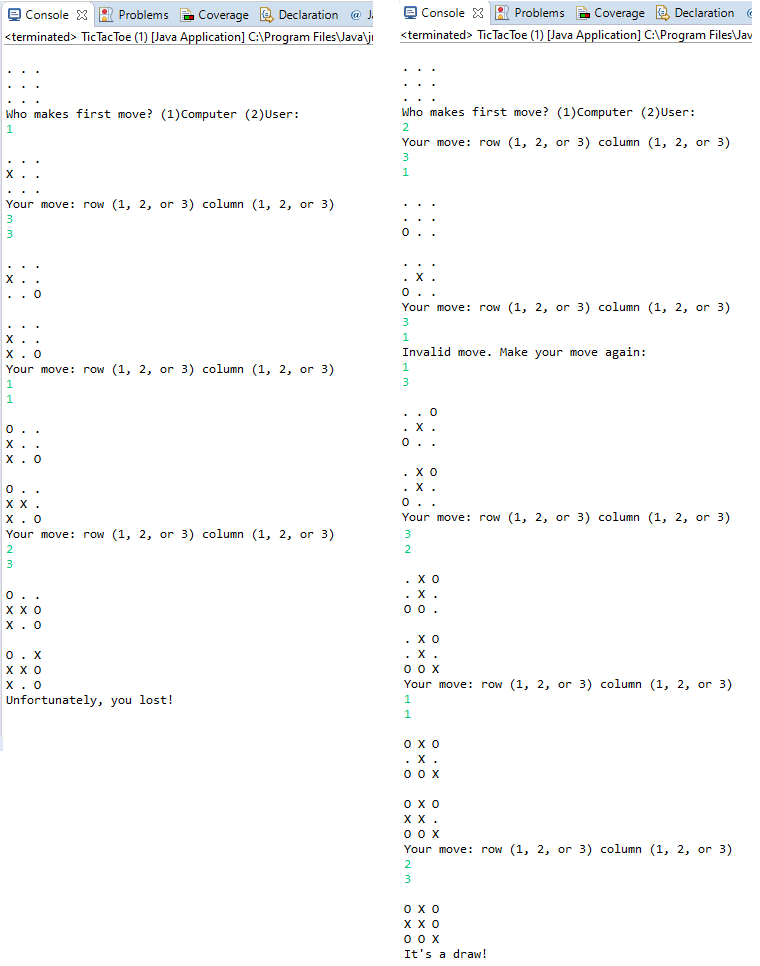 Console Problems Coverage Declaration @ Ja
<terminated> TicTacToe (1) [Java Application] C:\Program Files\Java\jr
. . .
. . .
. . .
Who makes first move? (1)Computer (2)User:
1
. . .
X . .
. . .
Your move: row (1, 2, or 3) column (1, 2, or 3)
3
3
. . .
X . .
. . O
. . .
X . .
X . O
Your move: row (1, 2, or 3) column (1, 2, or 3)
1
1
O . .
X . .
X . O
O . .
X X .
X . O
Your move: row (1, 2, or 3) column (1, 2, or 3)
2
3
O . .
X X O
X . O
O . X
X X O
X . O
Unfortunately, you lost!
Console Problems Coverage Declaration @
<terminated> TicTacToe (1) [Java Application] C:\Program Files\Jav
. . .
. . .
. . .
Who makes first move? (1)Computer (2)User:
2
Your move: row (1, 2, or 3) column (1, 2, or 3)
3
1
. . .
. . .
O . .
. . .
. X .
O . .
Your move: row (1, 2, or 3) column (1, 2, or 3)
3
1
Invalid move. Make your move again:
1
3
. . O
. X .
O . .
. X O
. X .
O . .
Your move: row (1, 2, or 3) column (1, 2, or 3)
3
2
. X O
. X .
O O .
. X O
. X .
O O X
Your move: row (1, 2, or 3) column (1, 2, or 3)
1
1
O X O
. X .
O O X
O X O
X X .
O O X
Your move: row (1, 2, or 3) column (1, 2, or 3)
2
3
O X O
X X O
O O X
It's a draw!